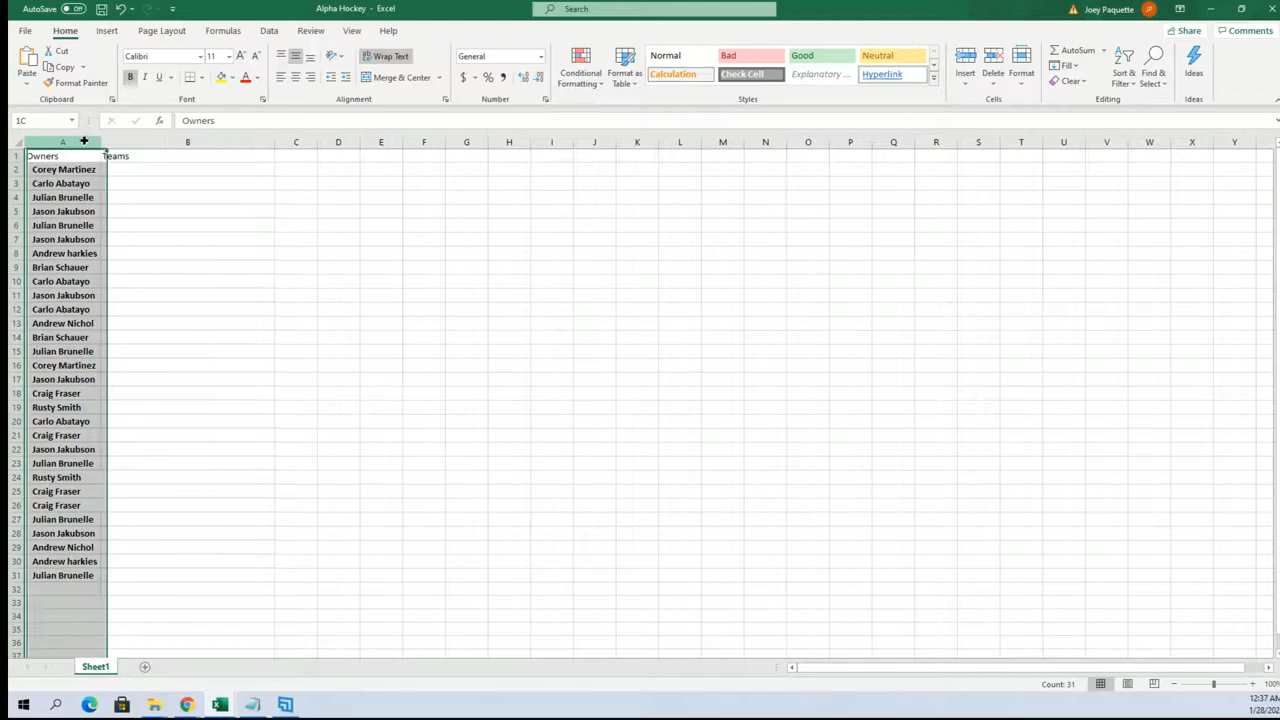 AutoSave Off
Alpha Hockey - Excel
Search
Joey Paquette JP
File Home Insert Page Layout Formulas Data Review View Help
Share Comments
Paste
Cut
Copy
Format Painter
Clipboard
Calibri 11
B I U
Font
Wrap Text
Merge & Center
Alignment
General
$ % 9
Number
Conditional Formatting
Format as Table
Normal Bad Good Neutral
Calculation Check Cell Explanatory ... Hyperlink
Styles
Insert Delete Format
Cells
AutoSum
Fill
Clear
Sort & Filter
Find & Select
Editing
Ideas
Ideas
1C fx Owners
A B C D E F G H I J K L M N O P Q R S T U V W X Y
1 Owners Teams
2 Corey Martinez
3 Carlo Abatayo
4 Julian Brunelle
5 Jason Jakubson
6 Julian Brunelle
7 Jason Jakubson
8 Andrew harkies
9 Brian Schauer
10 Carlo Abatayo
11 Jason Jakubson
12 Carlo Abatayo
13 Andrew Nichol
14 Brian Schauer
15 Julian Brunelle
16 Corey Martinez
17 Jason Jakubson
18 Craig Fraser
19 Rusty Smith
20 Carlo Abatayo
21 Craig Fraser
22 Jason Jakubson
23 Julian Brunelle
24 Rusty Smith
25 Craig Fraser
26 Craig Fraser
27 Julian Brunelle
28 Jason Jakubson
29 Andrew Nichol
30 Andrew harkies
31 Julian Brunelle
32
33
34
35
36
37
Sheet1
Count: 31 100%
12:37 AM
1/28/202